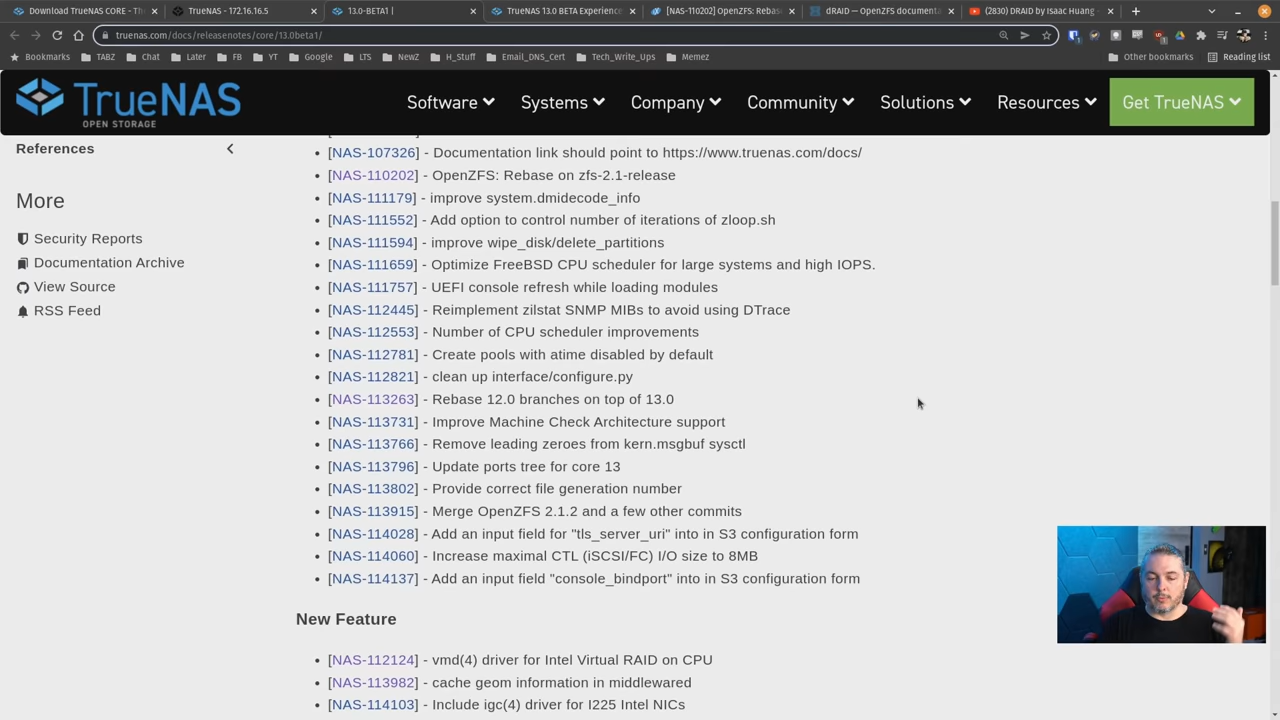 Download TrueNAS CORE - Th
TrueNAS - 172.16.16.5
13.0-BETA1 |
TrueNAS 13.0 BETA Experience
[NAS-110202] OpenZFS: Rebas
dRAID — OpenZFS documenta
(2830) DRAID by Isaac Huang -
truenas.com/docs/releasenotes/core/13.0beta1/
Bookmarks
TABZ
Chat
Later
FB
YT
Google
LTS
NewZ
H_Stuff
Email_DNS_Cert
Tech_Write_Ups
Memez
Other bookmarks
Reading list
TrueNAS
OPEN STORAGE
Software
Systems
Company
Community
Solutions
Resources
Get TrueNAS
References
More
Security Reports
Documentation Archive
View Source
RSS Feed
• [NAS-107326] - Documentation link should point to https://www.truenas.com/docs/
• [NAS-110202] - OpenZFS: Rebase on zfs-2.1-release
• [NAS-111179] - improve system.dmidecode_info
• [NAS-111552] - Add option to control number of iterations of zloop.sh
• [NAS-111594] - improve wipe_disk/delete_partitions
• [NAS-111659] - Optimize FreeBSD CPU scheduler for large systems and high IOPS.
• [NAS-111757] - UEFI console refresh while loading modules
• [NAS-112445] - Reimplement zilstat SNMP MIBs to avoid using DTrace
• [NAS-112553] - Number of CPU scheduler improvements
• [NAS-112781] - Create pools with atime disabled by default
• [NAS-112821] - clean up interface/configure.py
• [NAS-113263] - Rebase 12.0 branches on top of 13.0
• [NAS-113731] - Improve Machine Check Architecture support
• [NAS-113766] - Remove leading zeroes from kern.msgbuf sysctl
• [NAS-113796] - Update ports tree for core 13
• [NAS-113802] - Provide correct file generation number
• [NAS-113915] - Merge OpenZFS 2.1.2 and a few other commits
• [NAS-114028] - Add an input field for "tls_server_uri" into in S3 configuration form
• [NAS-114060] - Increase maximal CTL (iSCSI/FC) I/O size to 8MB
• [NAS-114137] - Add an input field "console_bindport" into in S3 configuration form
New Feature
• [NAS-112124] - vmd(4) driver for Intel Virtual RAID on CPU
• [NAS-113982] - cache geom information in middlewared
• [NAS-114103] - Include igc(4) driver for I225 Intel NICs